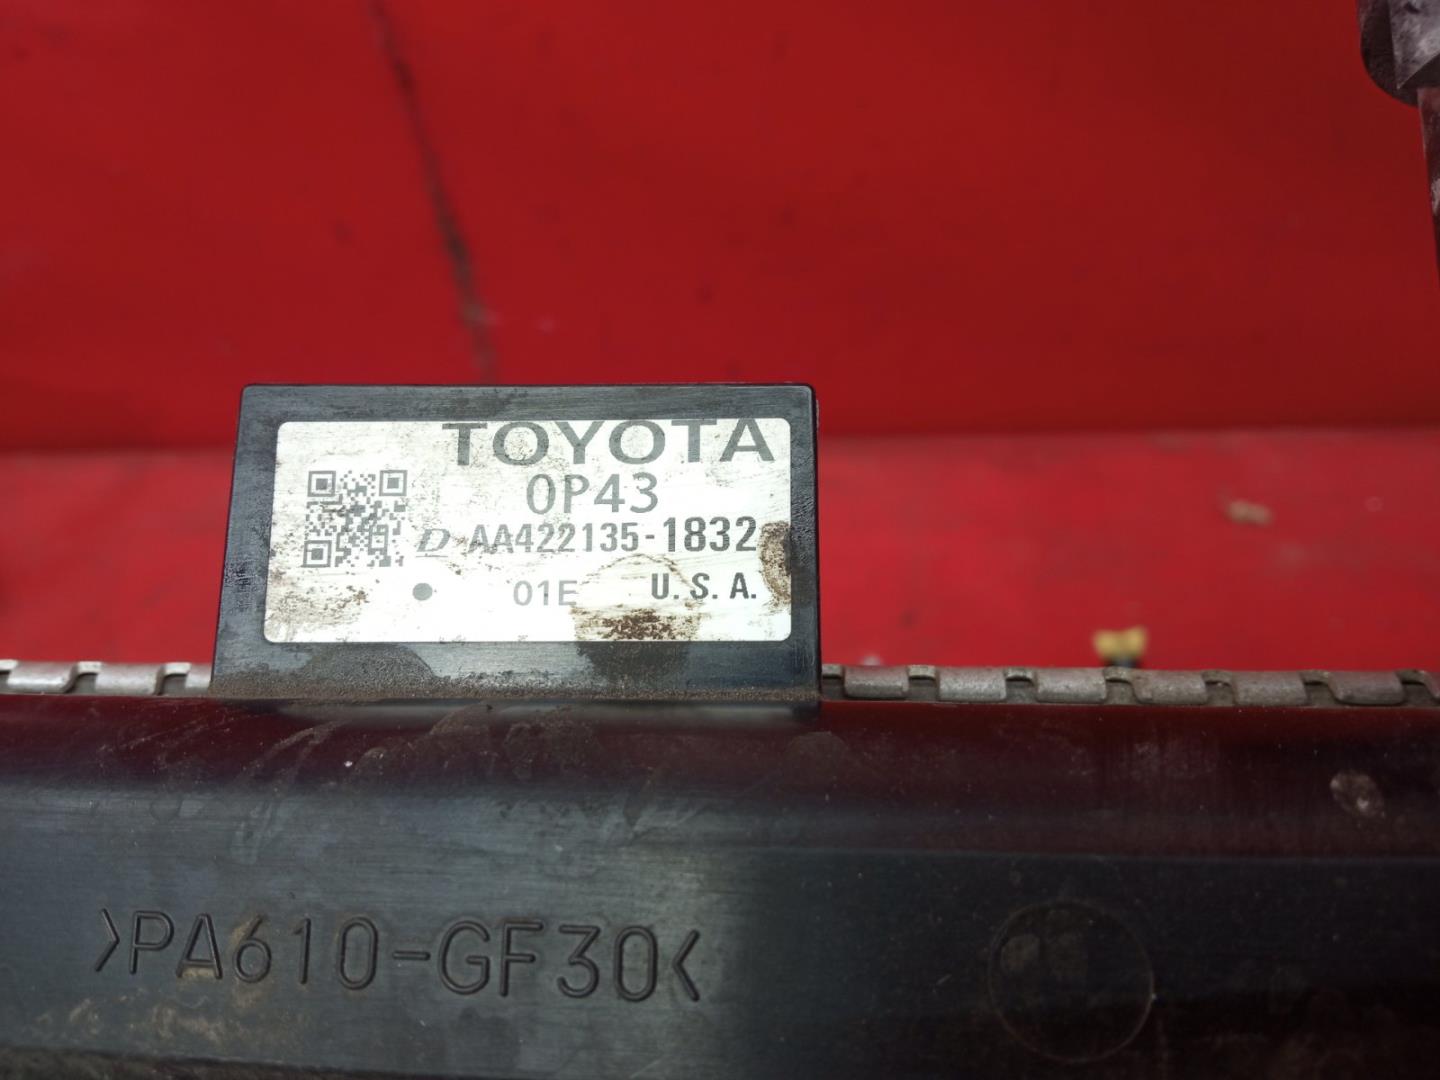 TOYOTA
0P43
D AA422135-1832
01E U.S.A.
>PA610-GF30<